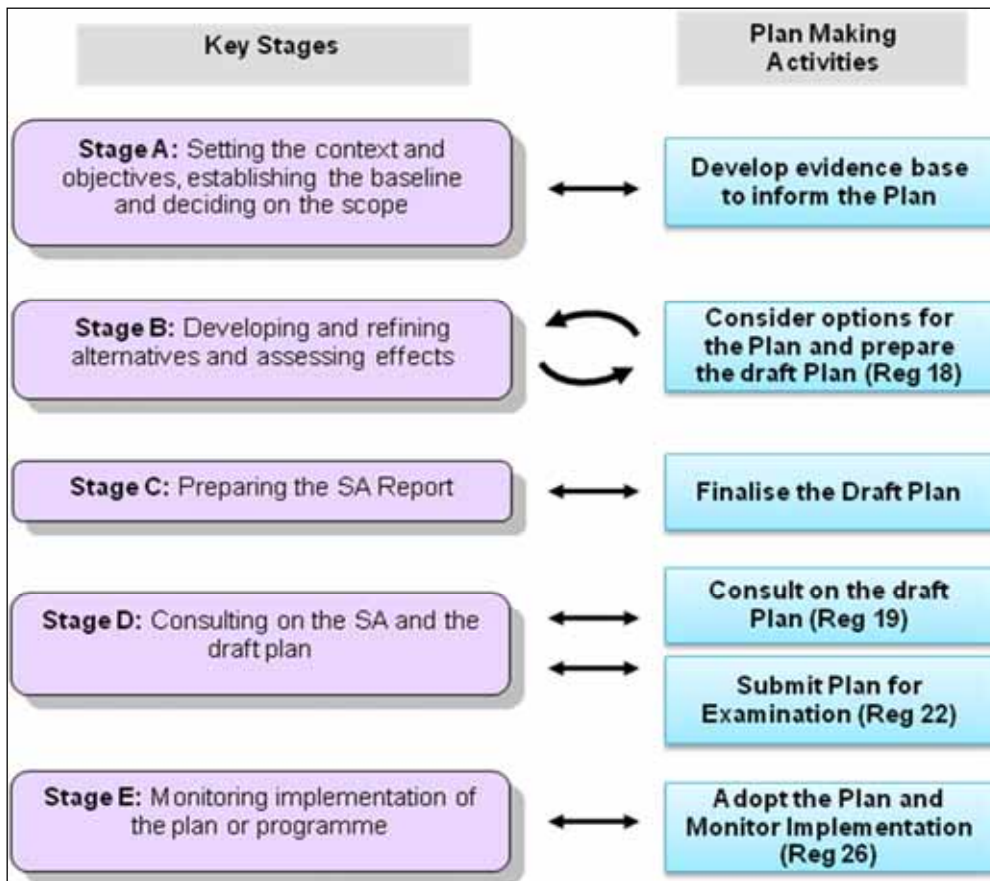 Key Stages
Plan Making
Activities
Stage A: Setting the context and
objectives, establishing the baseline
and deciding on the scope
Develop evidence base
to inform the Plan
Stage B: Developing and refining
alternatives and assessing effects
Consider options for
the Plan and prepare
the draft Plan (Reg 18)
Stage C: Preparing the SA Report
Finalise the Draft Plan
Stage D: Consulting on the SA and the
draft plan
Consult on the draft
Plan (Reg 19)
Submit Plan for
Examination (Reg 22)
Stage E: Monitoring implementation of
the plan or programme
Adopt the Plan and
Monitor Implementation
(Reg 26)